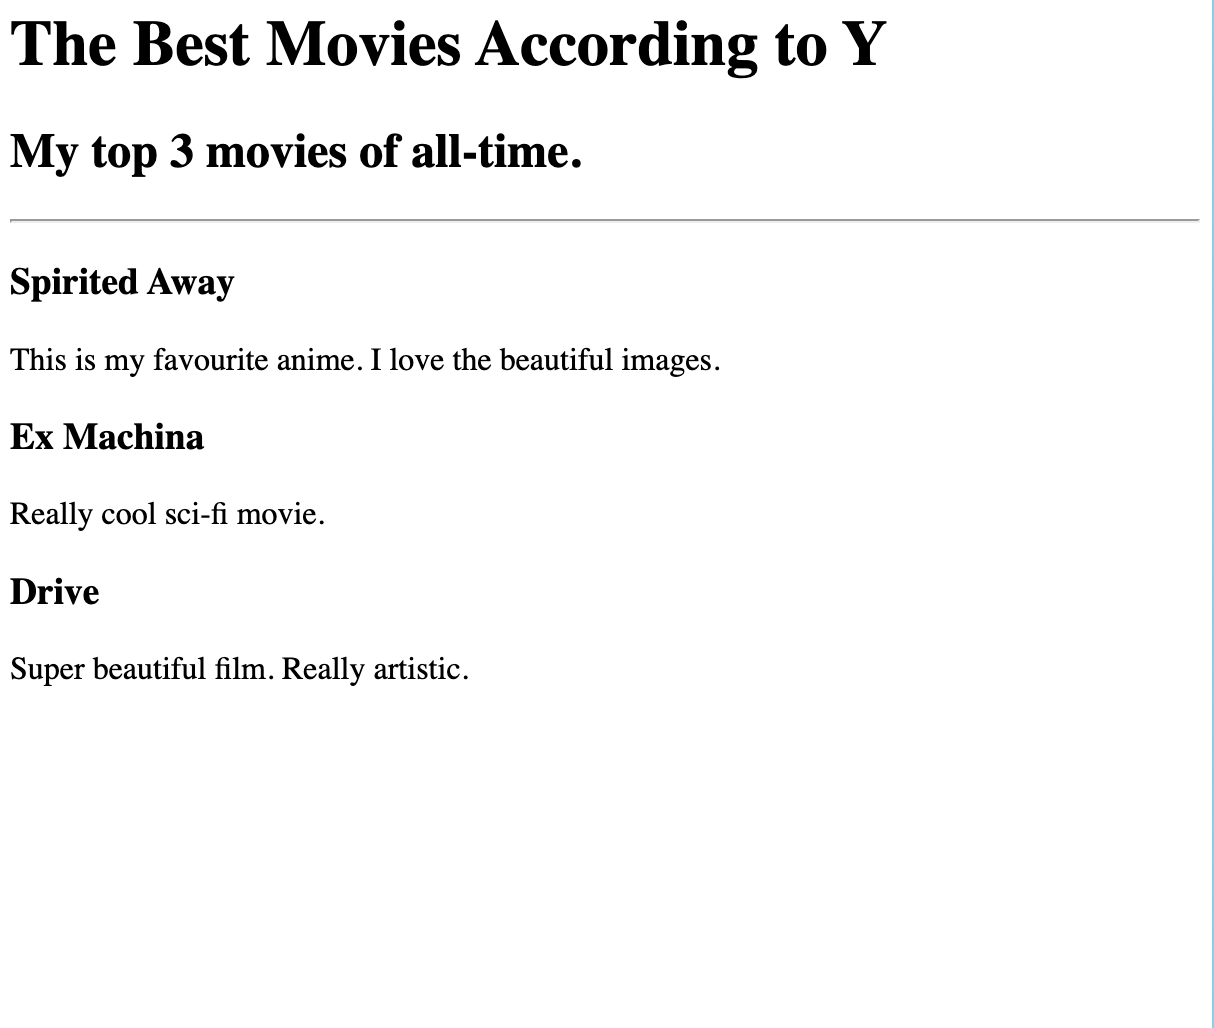 The Best Movies According to Y
My top 3 movies of all-time.
Spirited Away
This is my favourite anime. I love the beautiful images.
Ex Machina
Really cool sci-fi movie.
Drive
Super beautiful film. Really artistic.